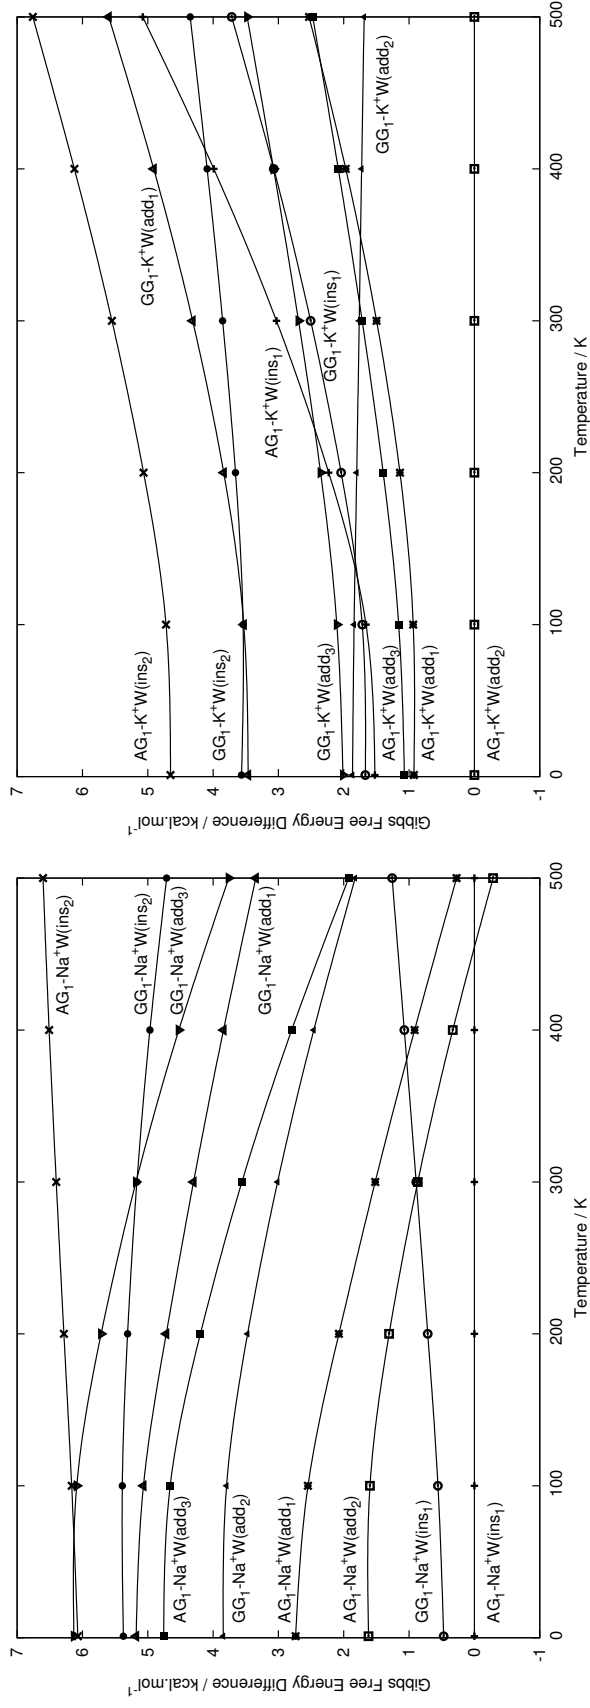 7
6
5
4
3
2
1
0
-1
Gibbs Free Energy Difference / kcal.mol⁻¹
0
100
200
300
400
500
Temperature / K
AG₁-Na⁺W(ins₂)
GG₁-Na⁺W(ins₂)
GG₁-Na⁺W(add₃)
GG₁-Na⁺W(add₁)
AG₁-Na⁺W(add₃)
GG₁-Na⁺W(add₂)
AG₁-Na⁺W(add₁)
AG₁-Na⁺W(add₂)
GG₁-Na⁺W(ins₁)
AG₁-Na⁺W(ins₁)
7
6
5
4
3
2
1
0
-1
Gibbs Free Energy Difference / kcal.mol⁻¹
0
100
200
300
400
500
Temperature / K
AG₁-K⁺W(ins₂)
GG₁-K⁺W(add₁)
GG₁-K⁺W(ins₂)
AG₁-K⁺W(ins₁)
GG₁-K⁺W(ins₁)
GG₁-K⁺W(add₃)
GG₁-K⁺W(add₂)
AG₁-K⁺W(add₃)
AG₁-K⁺W(add₁)
AG₁-K⁺W(add₂)